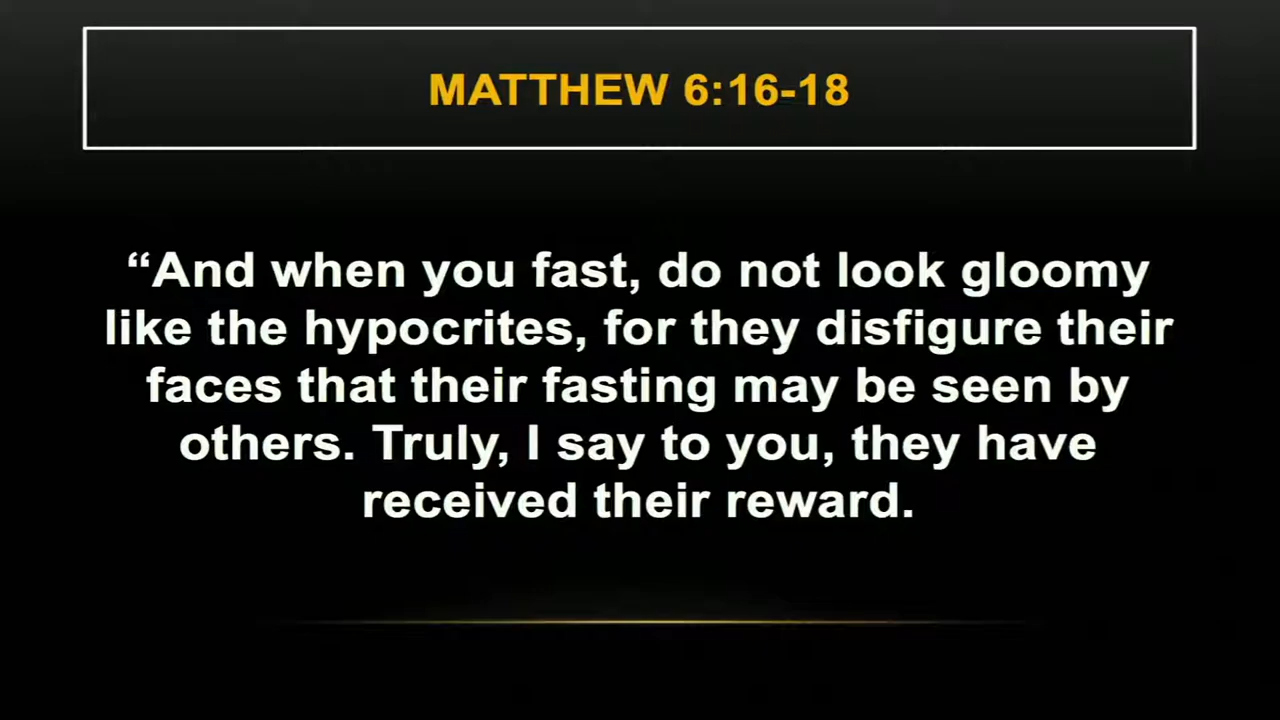 MATTHEW 6:16-18
“And when you fast, do not look gloomy
like the hypocrites, for they disfigure their
faces that their fasting may be seen by
others. Truly, I say to you, they have
received their reward.